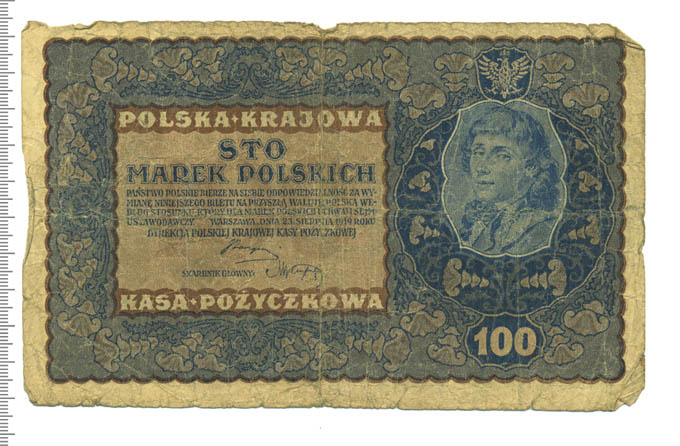 POLSKA KRAJOWA
STO
MAREK POLSKICH
PAŃSTWO POLSKIE BIERZE NA SIEBIE ODPOWIEDZIALNOŚĆ ZA WY-
MIANĘ NINIEJSZEGO BILETU NA PRZYSZŁĄ WALUTĘ POLSKĄ WE-
DŁUG STOSUNKU, KTÓRY DLA MAREK POLSKICH UCHWALI SEJM
USTAWODAWCZY WARSZAWA, DNIA 23. SIERPNIA 1919 ROKU
DYREKCJA POLSKIEJ KRAJOWEJ KASY POŻYCZKOWEJ
SKARBNIK GŁÓWNY:
KASA POŻYCZKOWA
100